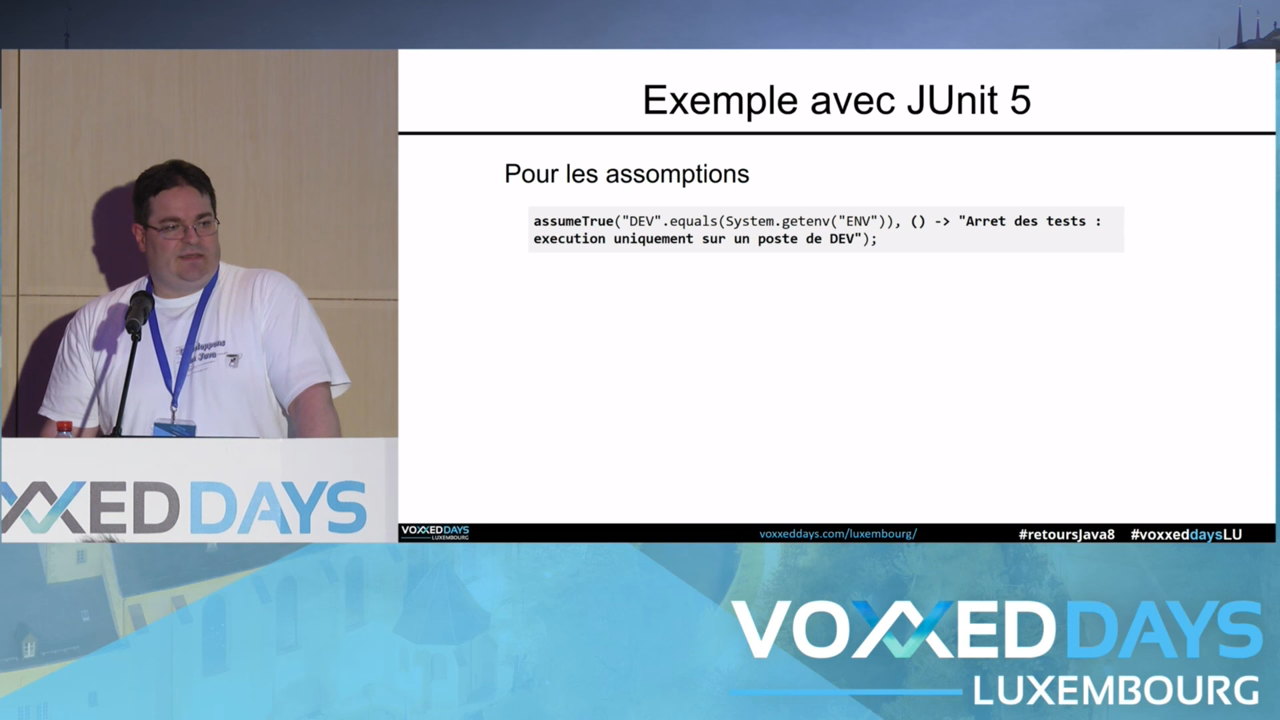 Exemple avec JUnit 5
Pour les assomptions
assumeTrue("DEV".equals(System.getenv("ENV")), () -> "Arret des tests :
execution uniquement sur un poste de DEV");
VOXXED DAYS
LUXEMBOURG
voxxeddays.com/luxembourg/
#retoursJava8 #voxxeddaysLU
XXED DAYS
VOXXED DAYS
LUXEMBOURG